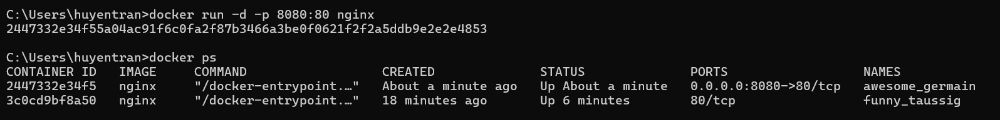 C:\Users\huyentran>docker run -d -p 8080:80 nginx
2447332e34f55a04ac91f6c0fa2f87b3466a3be0f0621f2f2a5ddb9e2e2e4853
C:\Users\huyentran>docker ps
CONTAINER ID   IMAGE     COMMAND                  CREATED              STATUS              PORTS                  NAMES
2447332e34f5   nginx     "/docker-entrypoint.…"   About a minute ago   Up About a minute   0.0.0.0:8080->80/tcp   awesome_germain
3c0cd9bf8a50   nginx     "/docker-entrypoint.…"   18 minutes ago       Up 6 minutes        80/tcp                 funny_taussig